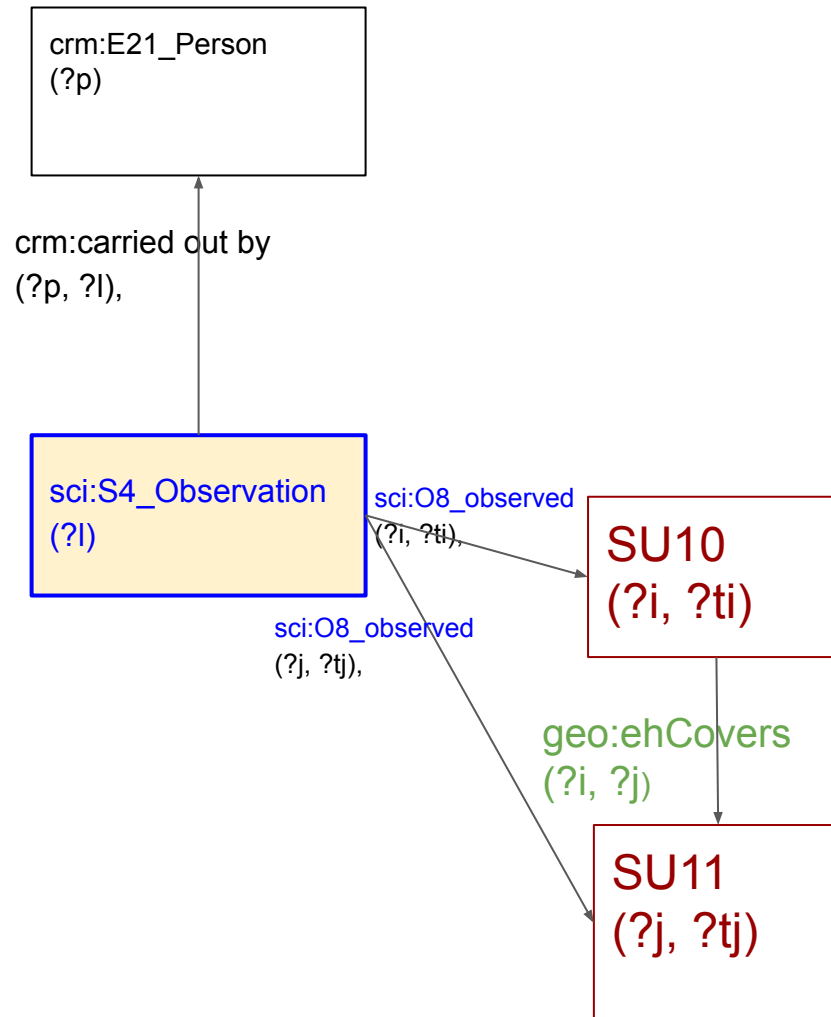 crm:E21_Person
(?p)
crm:carried out by
(?p, ?l),
sci:S4_Observation
(?l)
sci:O8_observed
(?i, ?ti),
SU10
(?i, ?ti)
sci:O8_observed
(?j, ?tj),
geo:ehCovers
(?i, ?j)
SU11
(?j, ?tj)